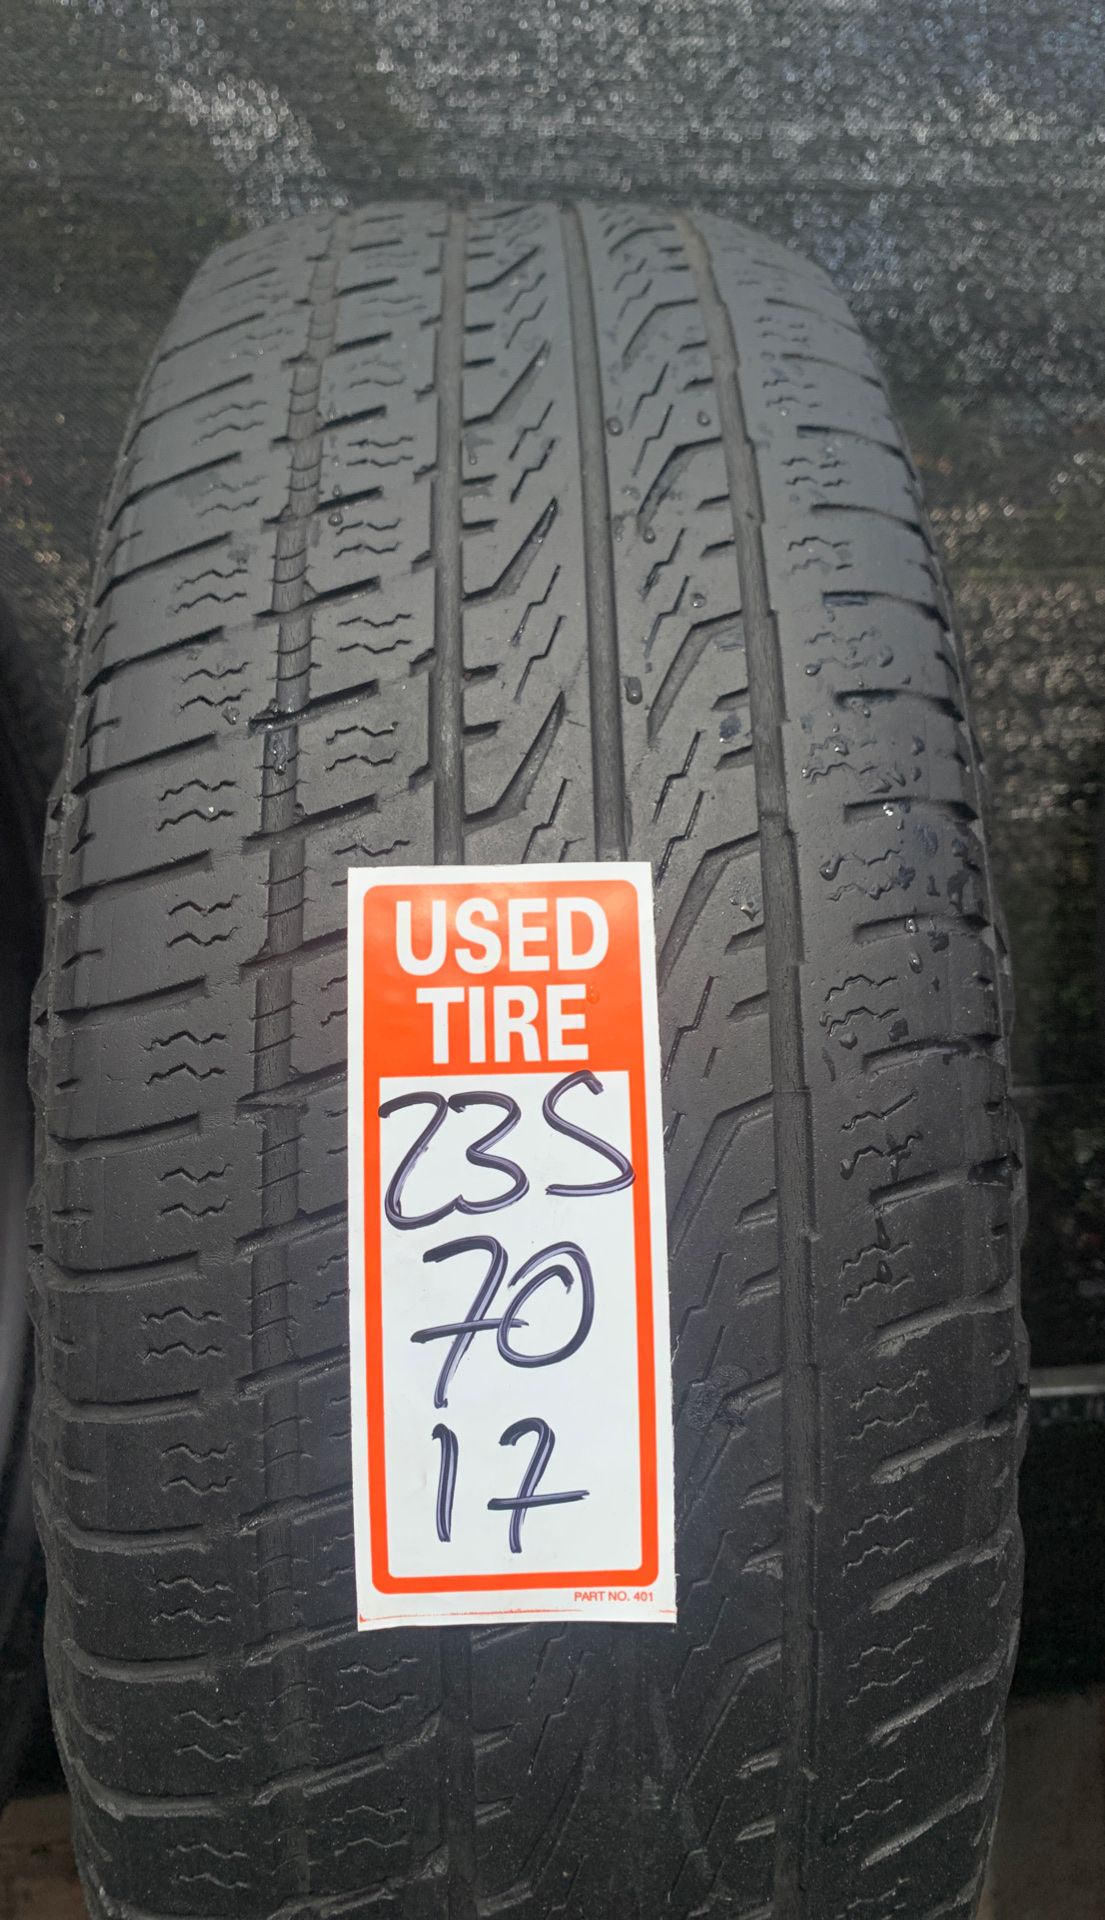 USED
TIRE
235
70
17
PART NO. 401